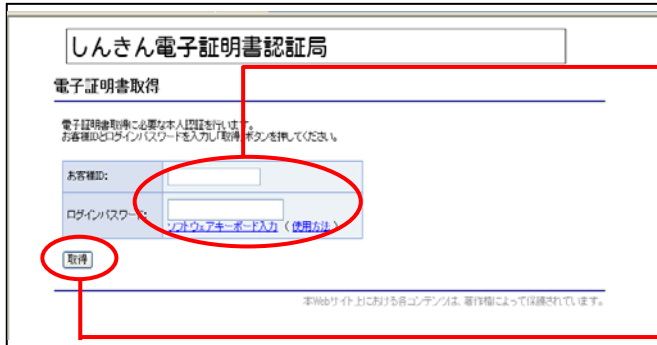 しんきん電子証明書認証局
電子証明書取得
電子証明書取得に必要な本人認証を行います。
お客様IDとログインパスワードを入力し「取得」ボタンを押してください。
お客様ID:
ログインパスワード:
ソフトウェアキーボード入力 (使用方法)
取得
本Webサイト上における各コンテンツは、著作権によって保護されています。